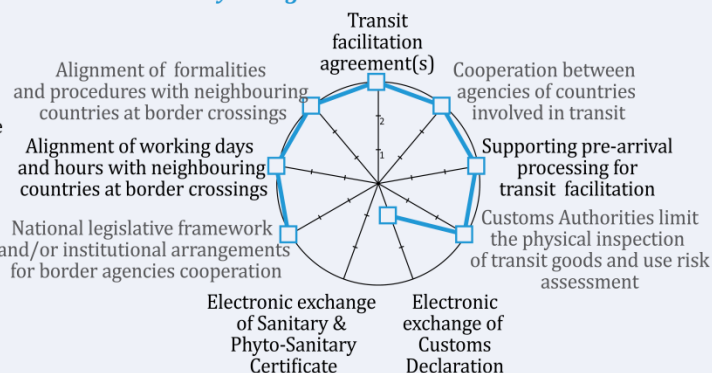 Transit
facilitation
agreement(s)
Alignment of formalities
and procedures with neighbouring
countries at border crossings
Cooperation between
agencies of countries
involved in transit
2
1
Alignment of working days
and hours with neighbouring
countries at border crossings
Supporting pre-arrival
processing for
transit facilitation
National legislative framework
and/or institutional arrangements
for border agencies cooperation
Customs Authorities limit
the physical inspection
of transit goods and use risk
assessment
Electronic exchange
of Sanitary &
Phyto-Sanitary
Certificate
Electronic
exchange of
Customs
Declaration